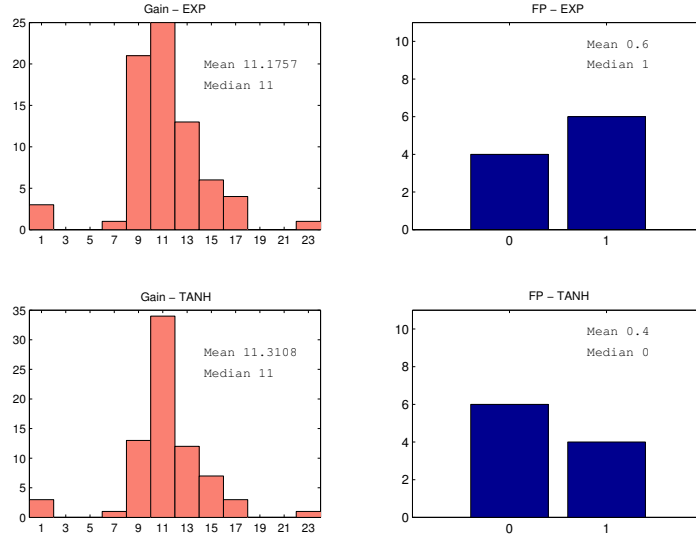 Gain − EXP
25
20
15
10
5
0
1 3 5 7 9 11 13 15 17 19 21 23
Mean 11.1757
Median 11
FP − EXP
10
8
6
4
2
0
0 1
Mean 0.6
Median 1
Gain − TANH
35
30
25
20
15
10
5
0
1 3 5 7 9 11 13 15 17 19 21 23
Mean 11.3108
Median 11
FP − TANH
10
8
6
4
2
0
0 1
Mean 0.4
Median 0